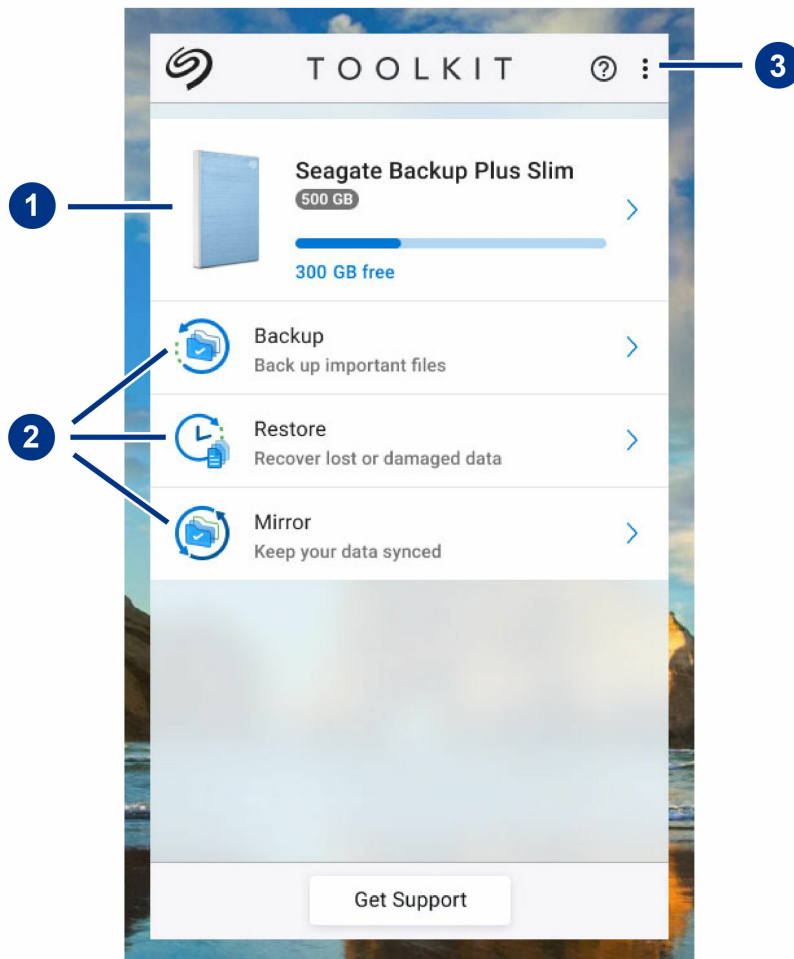 TOOLKIT
3
Seagate Backup Plus Slim
500 GB
1
300 GB free
Backup
Back up important files
2
Restore
Recover lost or damaged data
Mirror
Keep your data synced
Get Support